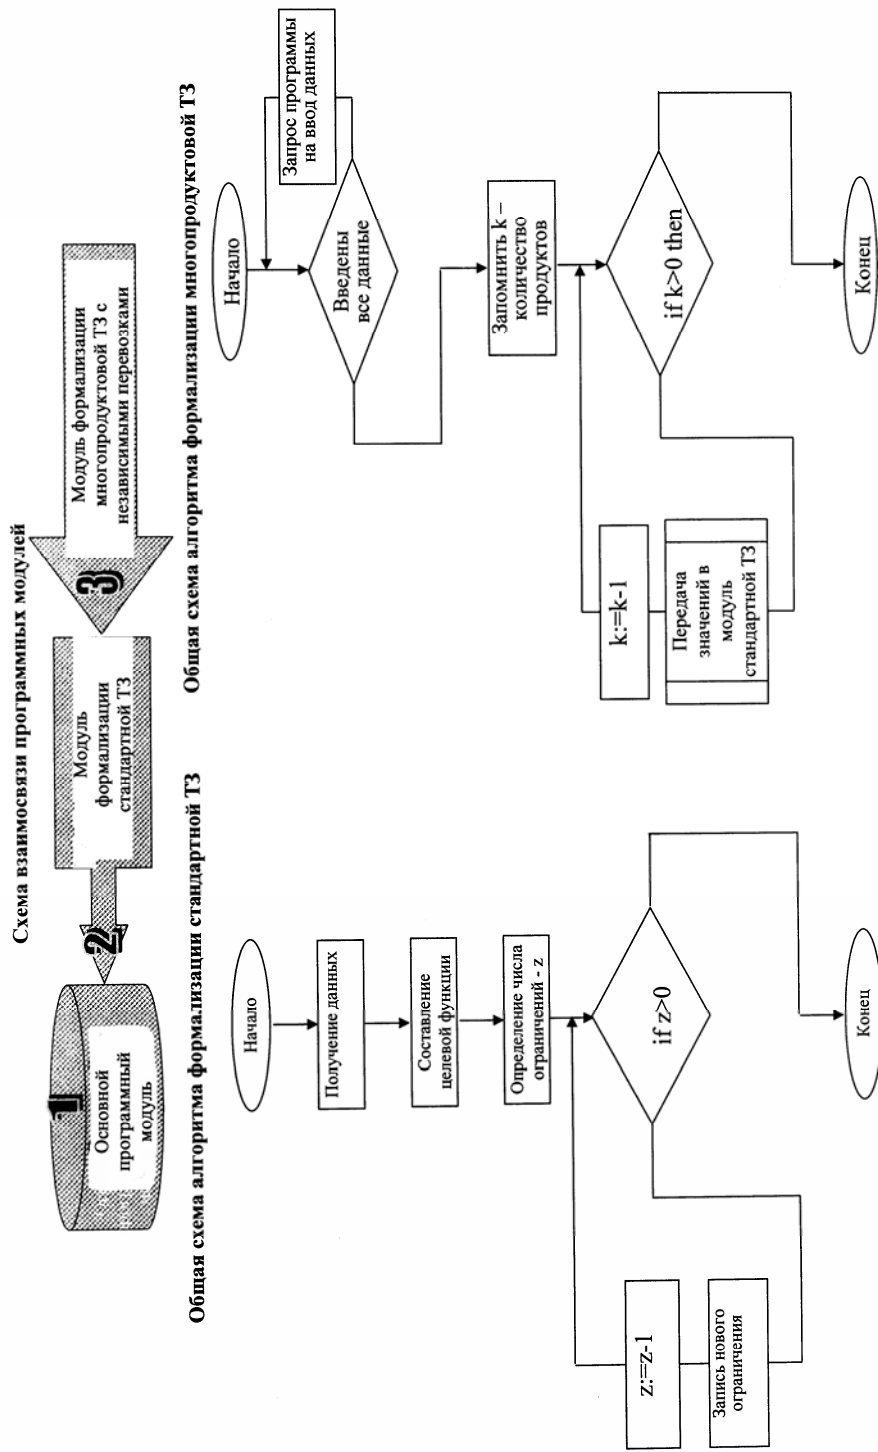 Схема взаимосвязи программных модулей
1
Основной
программный
модуль
2
Модуль
формализации
стандартной ТЗ
3
Модуль формализации
многопродуктовой ТЗ с
независимыми перевозками
Общая схема алгоритма формализации стандартной ТЗ
Начало
Получение данных
Составление
целевой функции
Определение числа
ограничений - z
if z>0
z:=z-1
Запись нового
ограничения
Конец
Общая схема алгоритма формализации многопродуктовой ТЗ
Начало
Запрос программы
на ввод данных
Введены
все данные
Запомнить k –
количество
продуктов
if k>0 then
k:=k-1
Передача
значений в
модуль
стандартной ТЗ
Конец